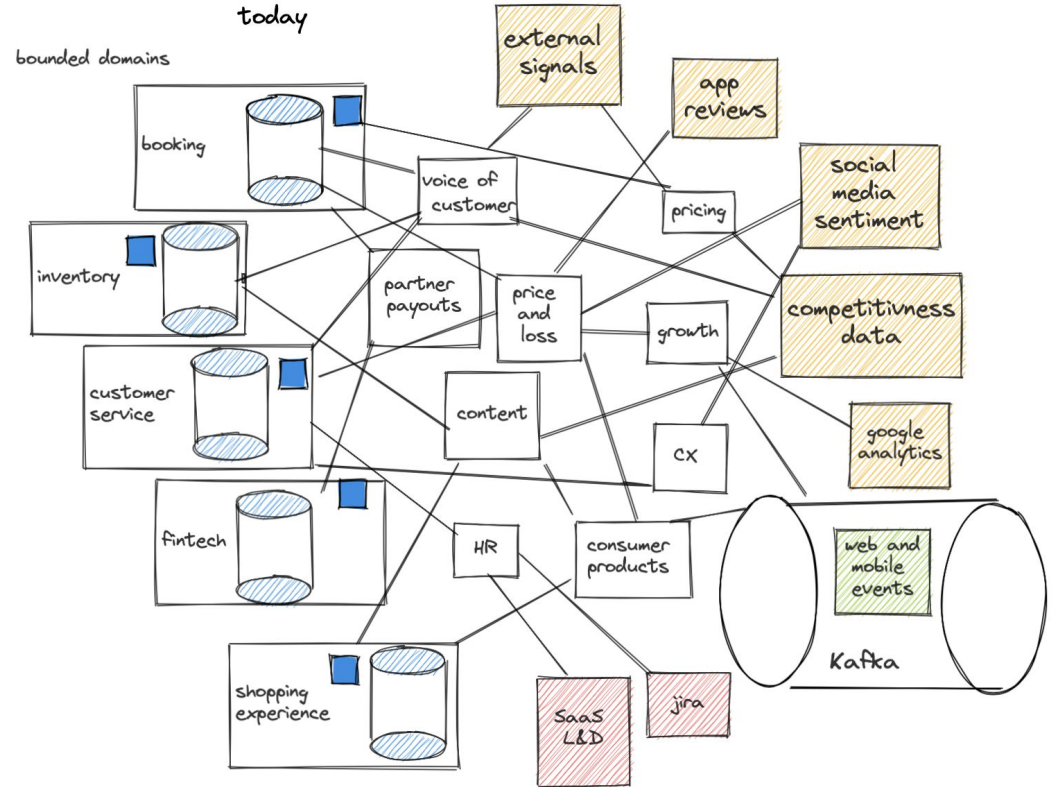 today
bounded domains
external
signals
app
reviews
booking
voice of
customer
pricing
social
media
sentiment
inventory
partner
payouts
price
and
loss
growth
competitivness
data
customer
service
content
cx
google
analytics
fintech
HR
consumer
products
web and
mobile
events
Kafka
shopping
experience
SaaS
L&D
jira